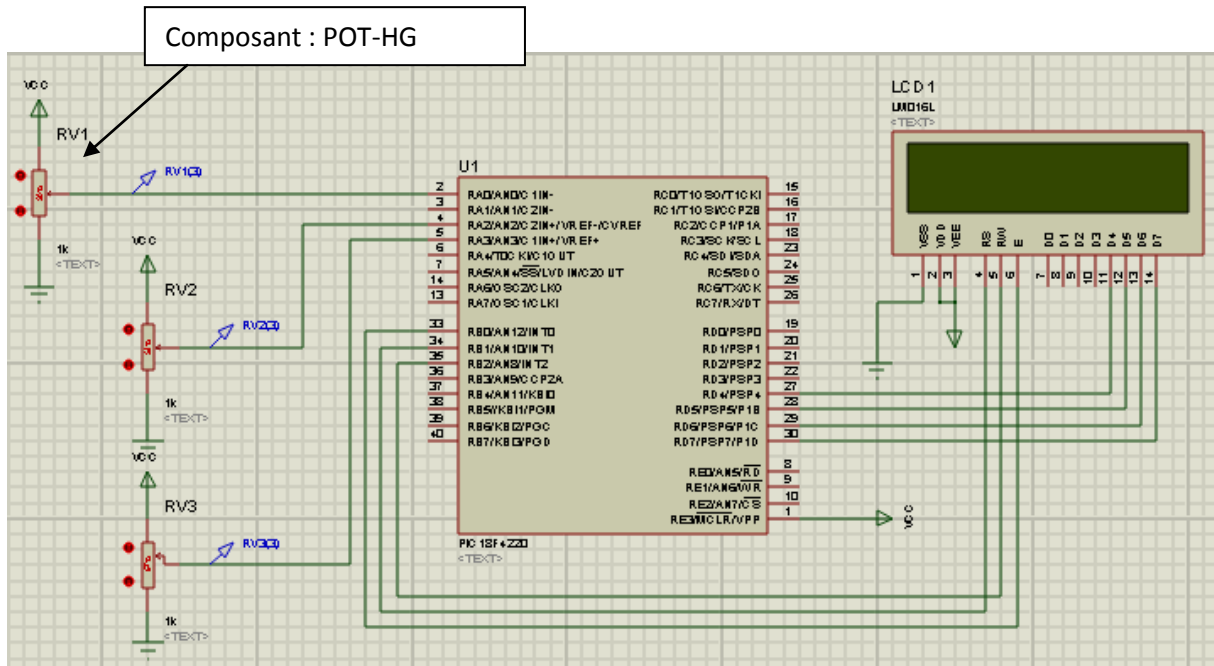 Composant : POT-HG
VCC
RV1
RV1(3)
1k
<TEXT>
VCC
RV2
RV2(3)
1k
<TEXT>
VCC
RV3
RV3(3)
1k
<TEXT>
U1
2 RA0/AN0/C1IN-
3 RA1/AN1/C2IN-
4 RA2/AN2/C2IN+/VREF-/CVREF
5 RA3/AN3/C1IN+/VREF+
6 RA4/T0CKI/C1OUT
7 RA5/AN4/SS/LVDIN/C2OUT
14 RA6/OSC2/CLKO
13 RA7/OSC1/CLKI
33 RB0/AN12/INT0
34 RB1/AN10/INT1
35 RB2/AN8/INT2
36 RB3/AN9/CCP2A
37 RB4/AN11/KBI0
38 RB5/KBI1/PGM
39 RB6/KBI2/PGC
40 RB7/KBI3/PGD
RC0/T1OSO/T1CKI 15
RC1/T1OSI/CCP2B 16
RC2/CCP1/P1A 17
RC3/SCK/SCL 18
RC4/SDI/SDA 23
RC5/SDO 24
RC6/TX/CK 25
RC7/RX/DT 26
RD0/PSP0 19
RD1/PSP1 20
RD2/PSP2 21
RD3/PSP3 22
RD4/PSP4 27
RD5/PSP5/P1B 28
RD6/PSP6/P1C 29
RD7/PSP7/P1D 30
RE0/AN5/RD 8
RE1/AN6/WR 9
RE2/AN7/CS 10
RE3/MCLR/VPP 1
VCC
PIC18F4220
<TEXT>
LCD1
LM016L
<TEXT>
VSS VDD VEE RS RW E D0 D1 D2 D3 D4 D5 D6 D7
1 2 3 4 5 6 7 8 9 10 11 12 13 14